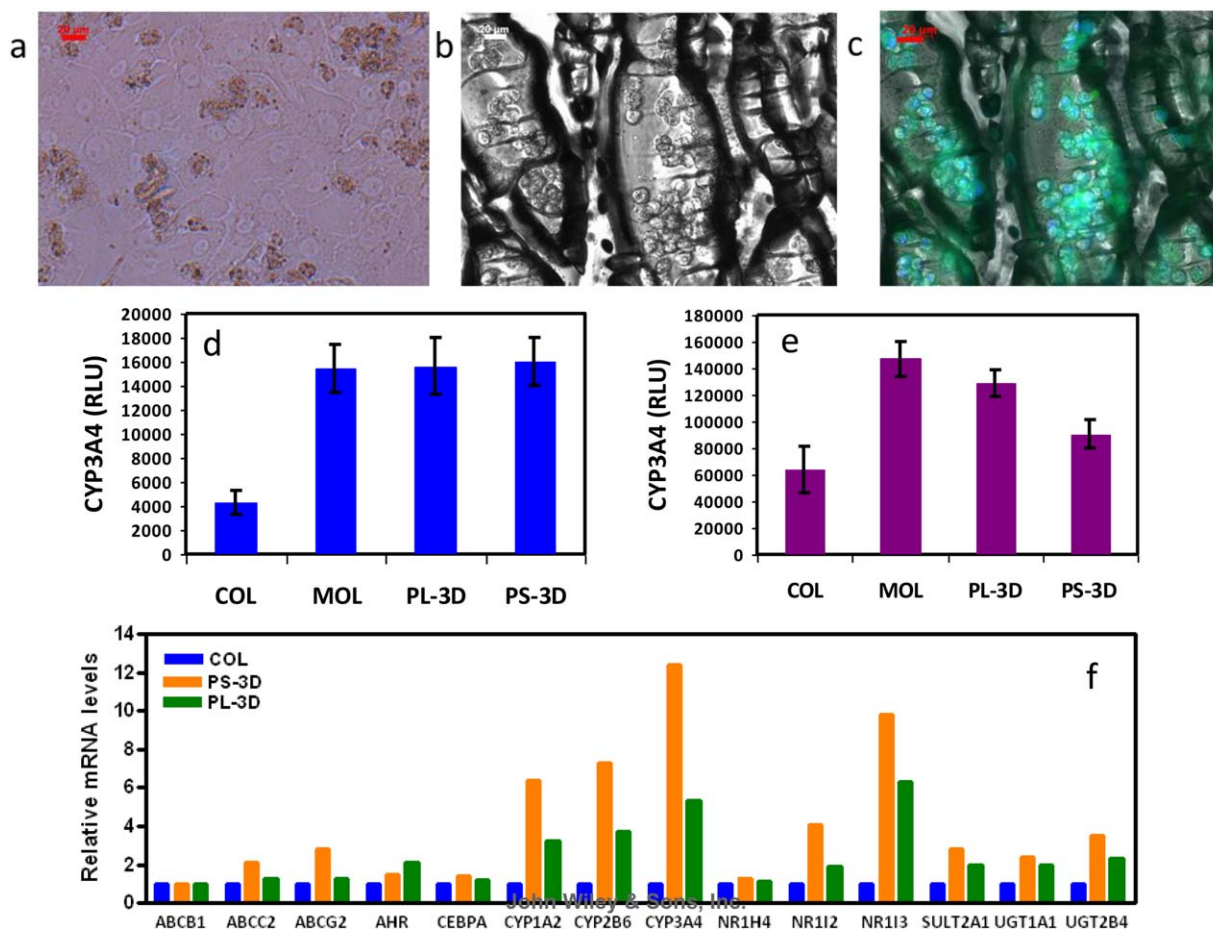 a
20 µm
b
20 µm
c
20 µm
d
CYP3A4 (RLU)
20000
18000
16000
14000
12000
10000
8000
6000
4000
2000
0
COL MOL PL-3D PS-3D
e
CYP3A4 (RLU)
180000
160000
140000
120000
100000
80000
60000
40000
20000
0
COL MOL PL-3D PS-3D
f
Relative mRNA levels
14
12
10
8
6
4
2
0
COL
PS-3D
PL-3D
John Wiley & Sons, Inc.
ABCB1 ABCC2 ABCG2 AHR CEBPA CYP1A2 CYP2B6 CYP3A4 NR1H4 NR1I2 NR1I3 SULT2A1 UGT1A1 UGT2B4